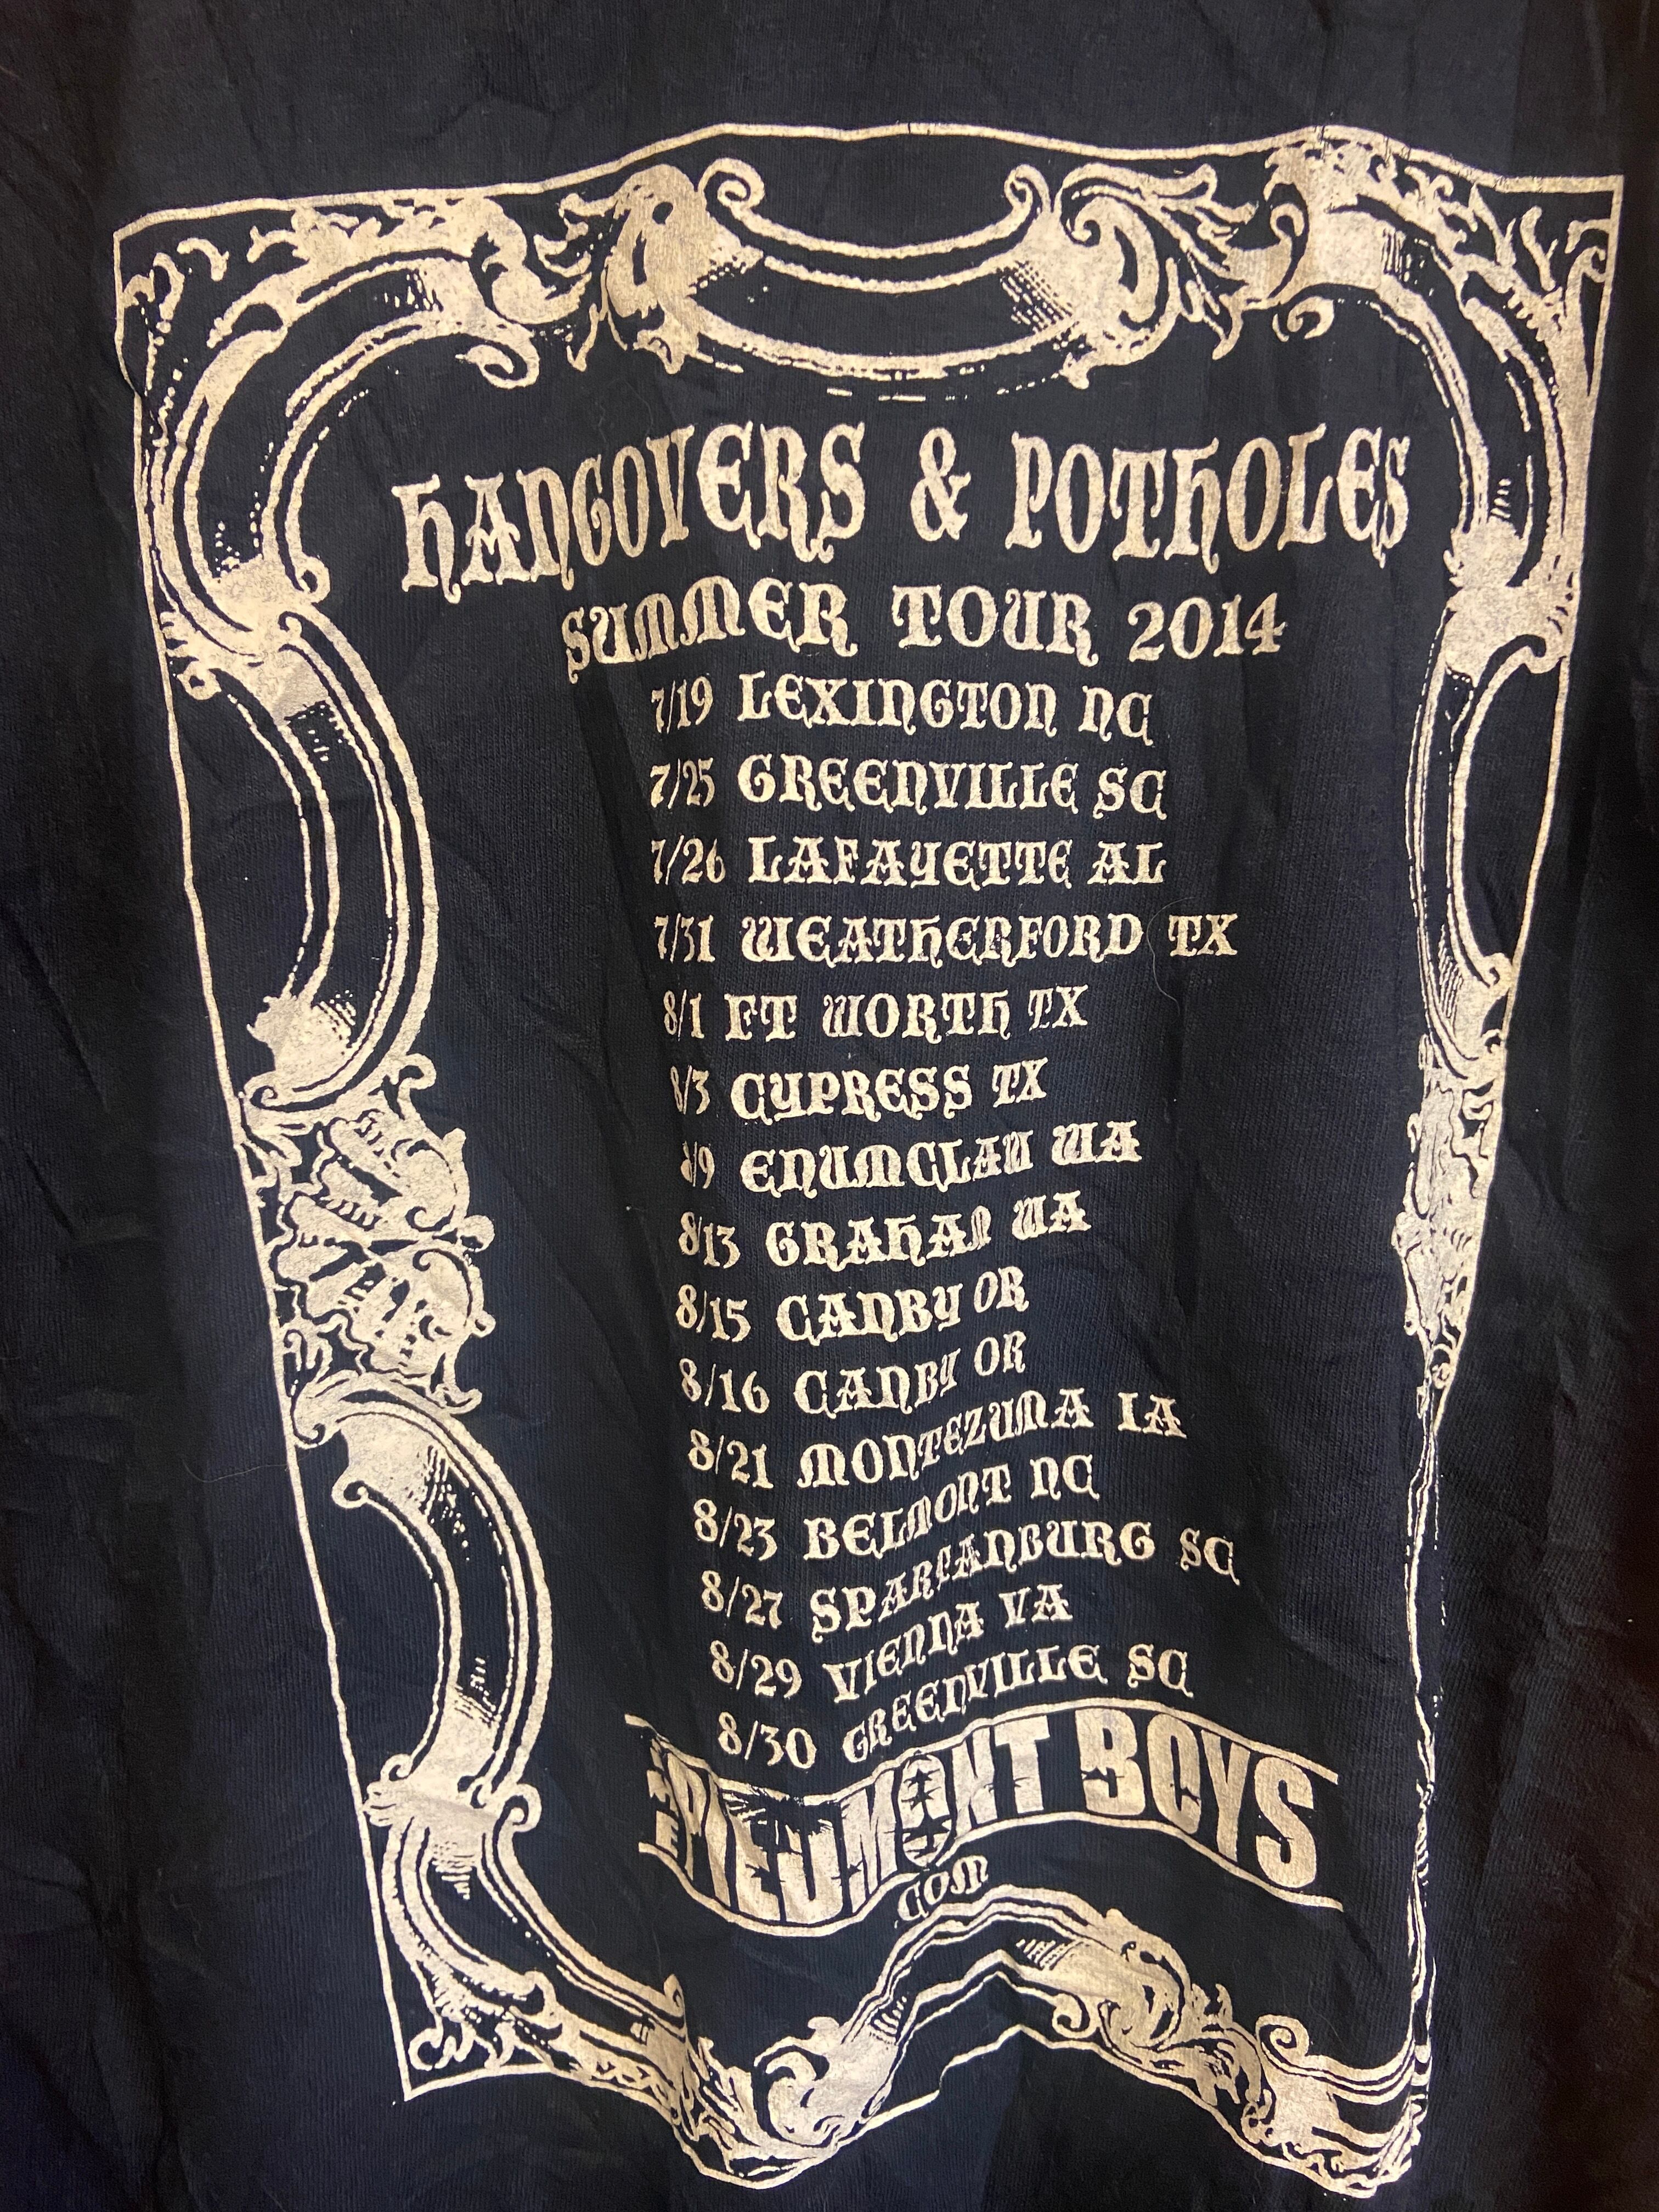 HANGOVERS & POTHOLES
SUMMER TOUR 2014
7/19 LEXINGTON NC
7/25 GREENVILLE SC
7/26 LAFAYETTE AL
7/31 WEATHERFORD TX
8/1 FT WORTH TX
8/3 CYPRESS TX
8/9 ENUMCLAW WA
8/13 GRAHAM WA
8/15 CANBY OR
8/16 CANBY OR
8/21 MONTEZUMA IA
8/23 BELMONT NC
8/27 SPARTANBURG SC
8/29 VIENNA VA
8/30 GREENVILLE SC
THE PIEDMONT BOYS
.COM